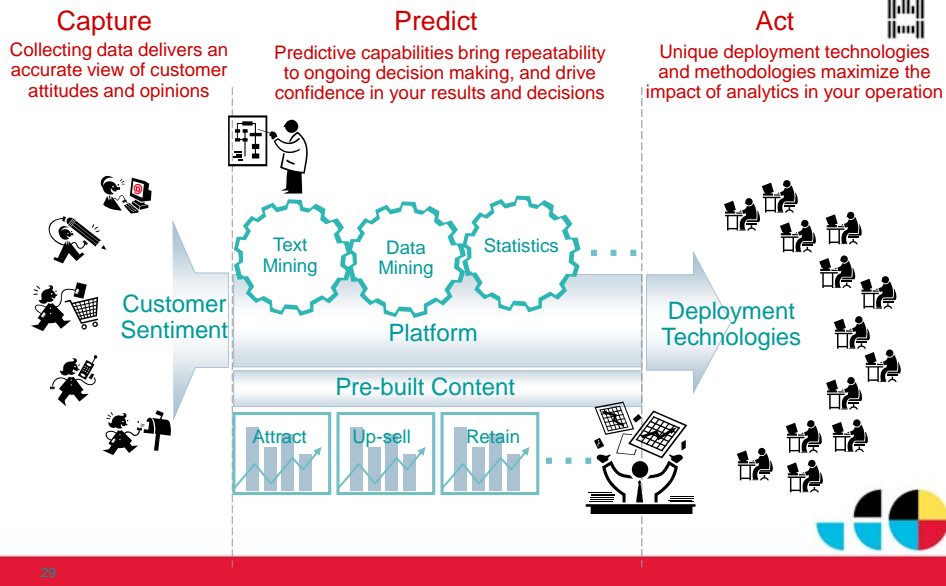 Capture
Collecting data delivers an
accurate view of customer
attitudes and opinions
Predict
Predictive capabilities bring repeatability
to ongoing decision making, and drive
confidence in your results and decisions
Act
Unique deployment technologies
and methodologies maximize the
impact of analytics in your operation
Text
Mining
Data
Mining
Statistics
Customer
Sentiment
Platform
Deployment
Technologies
Pre-built Content
Attract
Up-sell
Retain
29